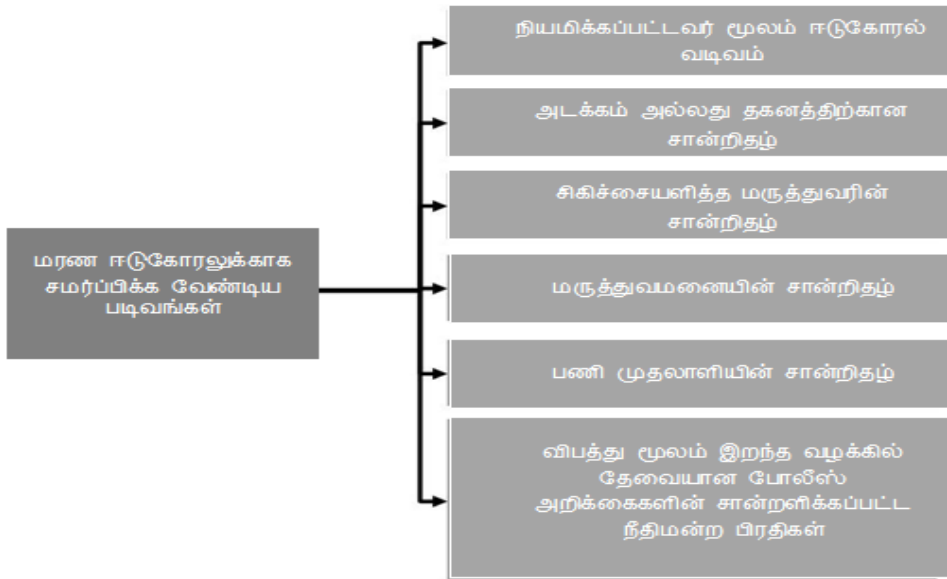 மரண ஈடுகோரலுக்காக
சமர்ப்பிக்க வேண்டிய
படிவங்கள்
நியமிக்கப்பட்டவர் மூலம் ஈடுகோரல்
வடிவம்
அடக்கம் அல்லது தகனத்திற்கான
சான்றிதழ்
சிகிச்சையளித்த மருத்துவரின்
சான்றிதழ்
மருத்துவமனையின் சான்றிதழ்
பணி முதலாளியின் சான்றிதழ்
விபத்து மூலம் இறந்த வழக்கில்
தேவையான போலீஸ்
அறிக்கைகளின் சான்றளிக்கப்பட்ட
நீதிமன்ற பிரதிகள்